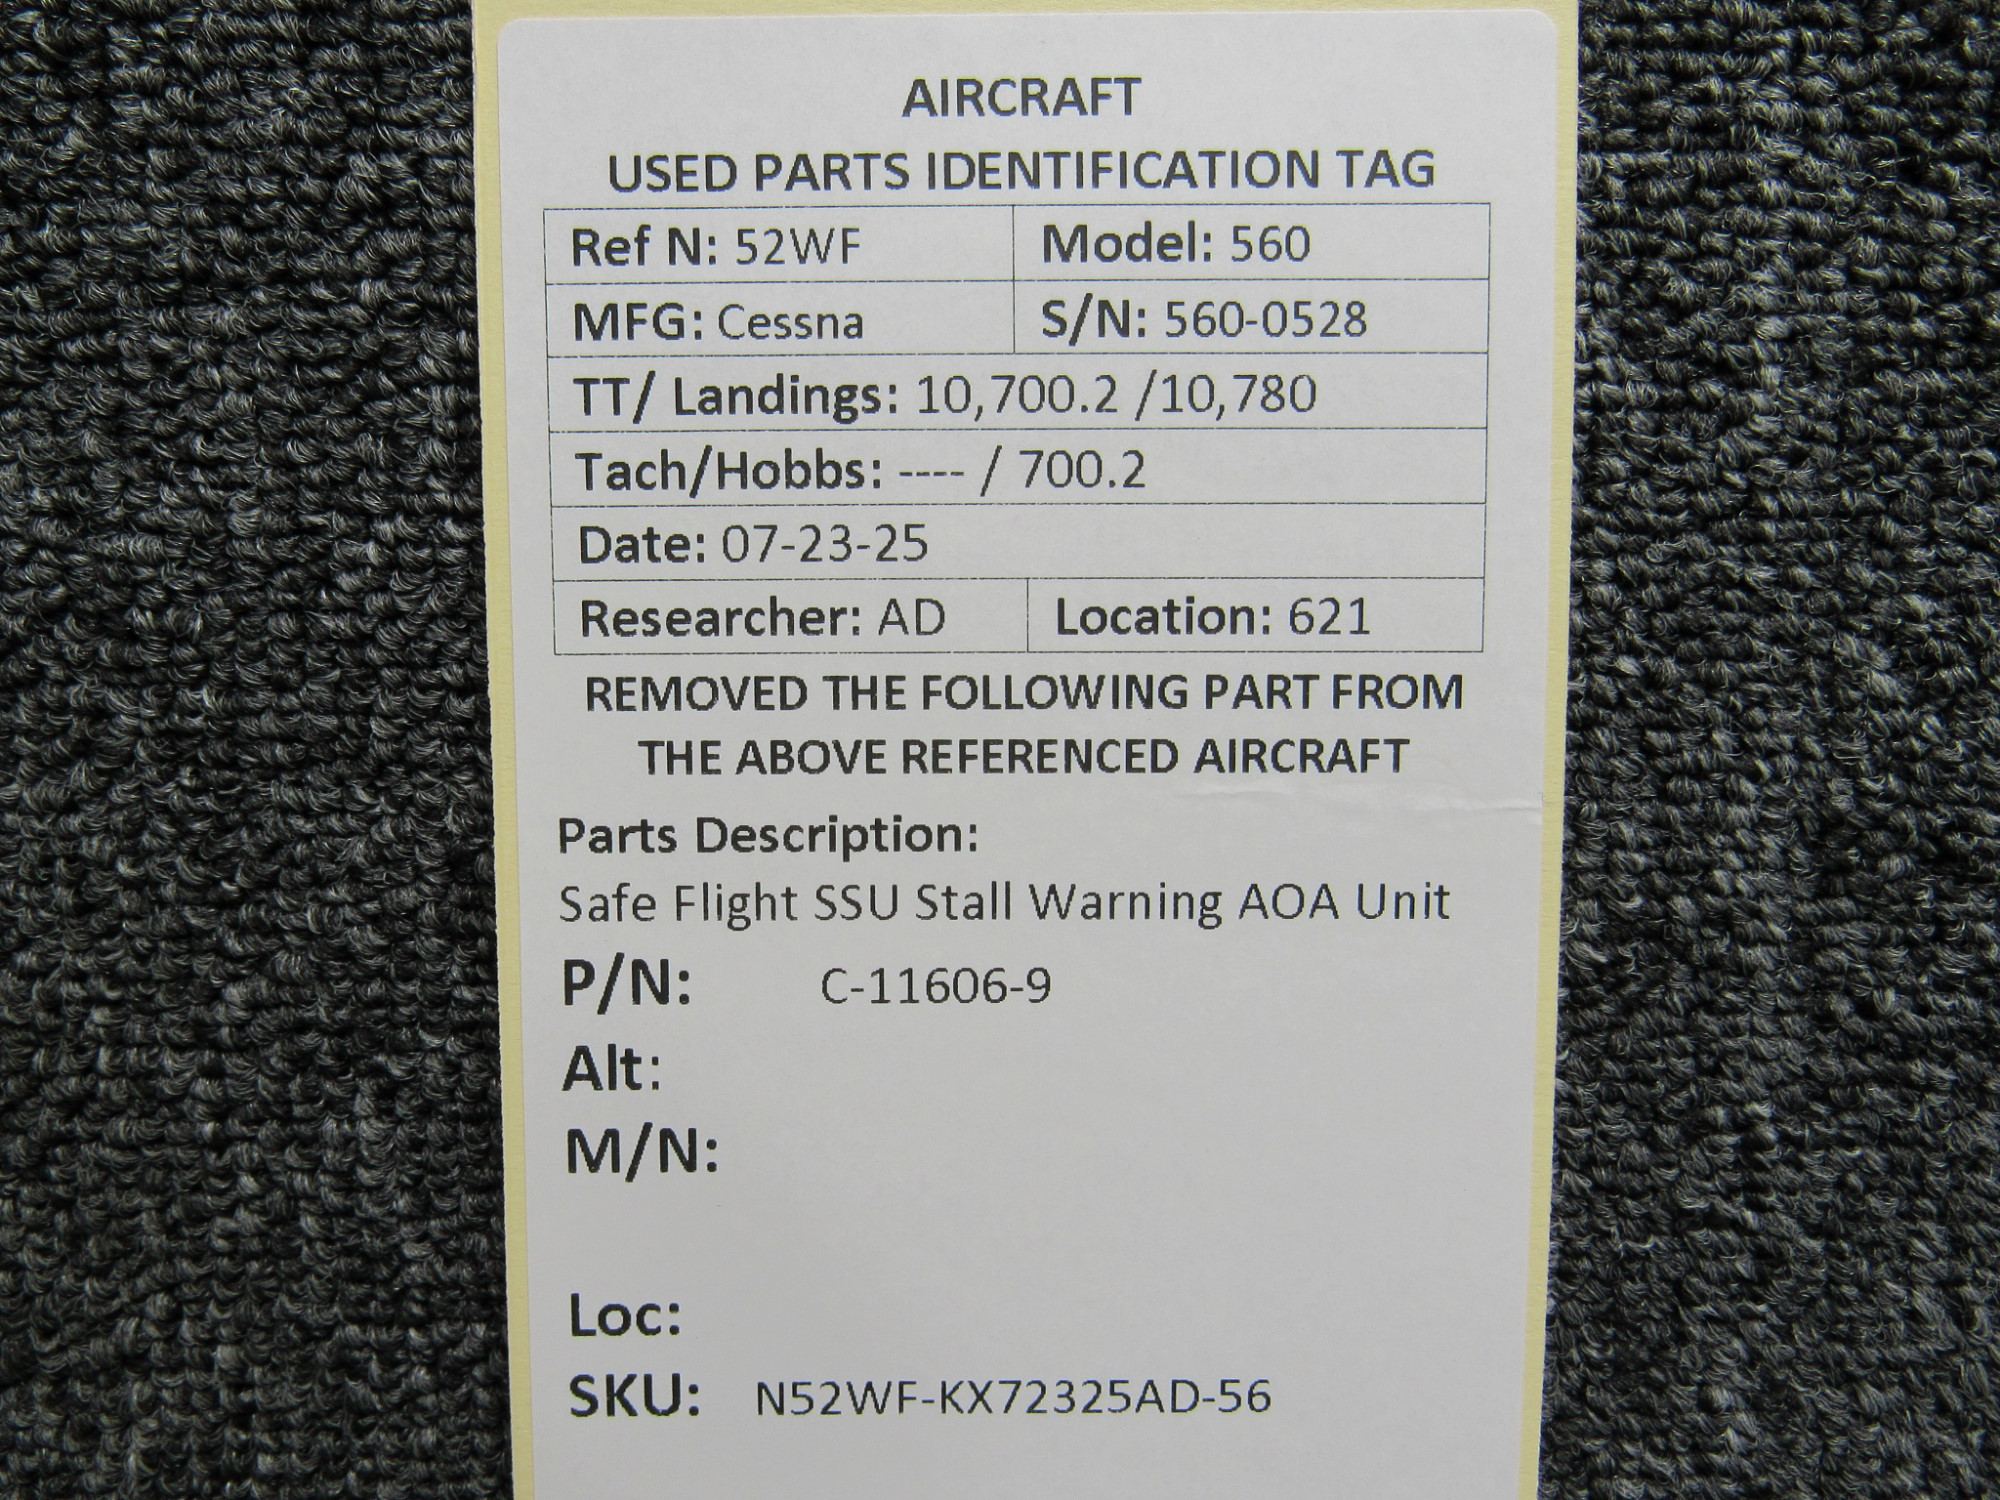 AIRCRAFT
USED PARTS IDENTIFICATION TAG
Ref N: 52WF Model: 560
MFG: Cessna S/N: 560-0528
TT/ Landings: 10,700.2 /10,780
Tach/Hobbs: ---- / 700.2
Date: 07-23-25
Researcher: AD Location: 621
REMOVED THE FOLLOWING PART FROM
THE ABOVE REFERENCED AIRCRAFT
Parts Description:
Safe Flight SSU Stall Warning AOA Unit
P/N: C-11606-9
Alt:
M/N:
Loc:
SKU: N52WF-KX72325AD-56